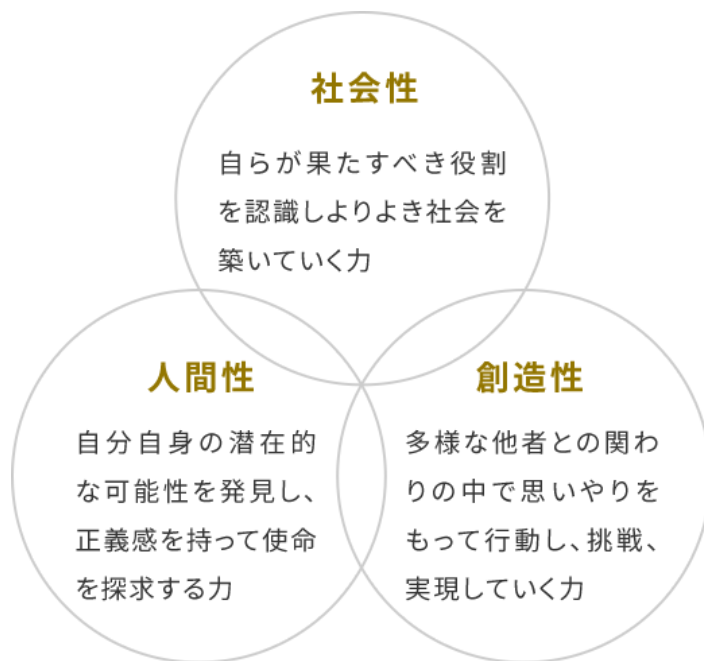 社会性
自らが果たすべき役割
を認識しよりよき社会を
築いていく力
人間性
自分自身の潜在的
な可能性を発見し、
正義感を持って使命
を探求する力
創造性
多様な他者との関わ
りの中で思いやりを
もって行動し、挑戦、
実現していく力